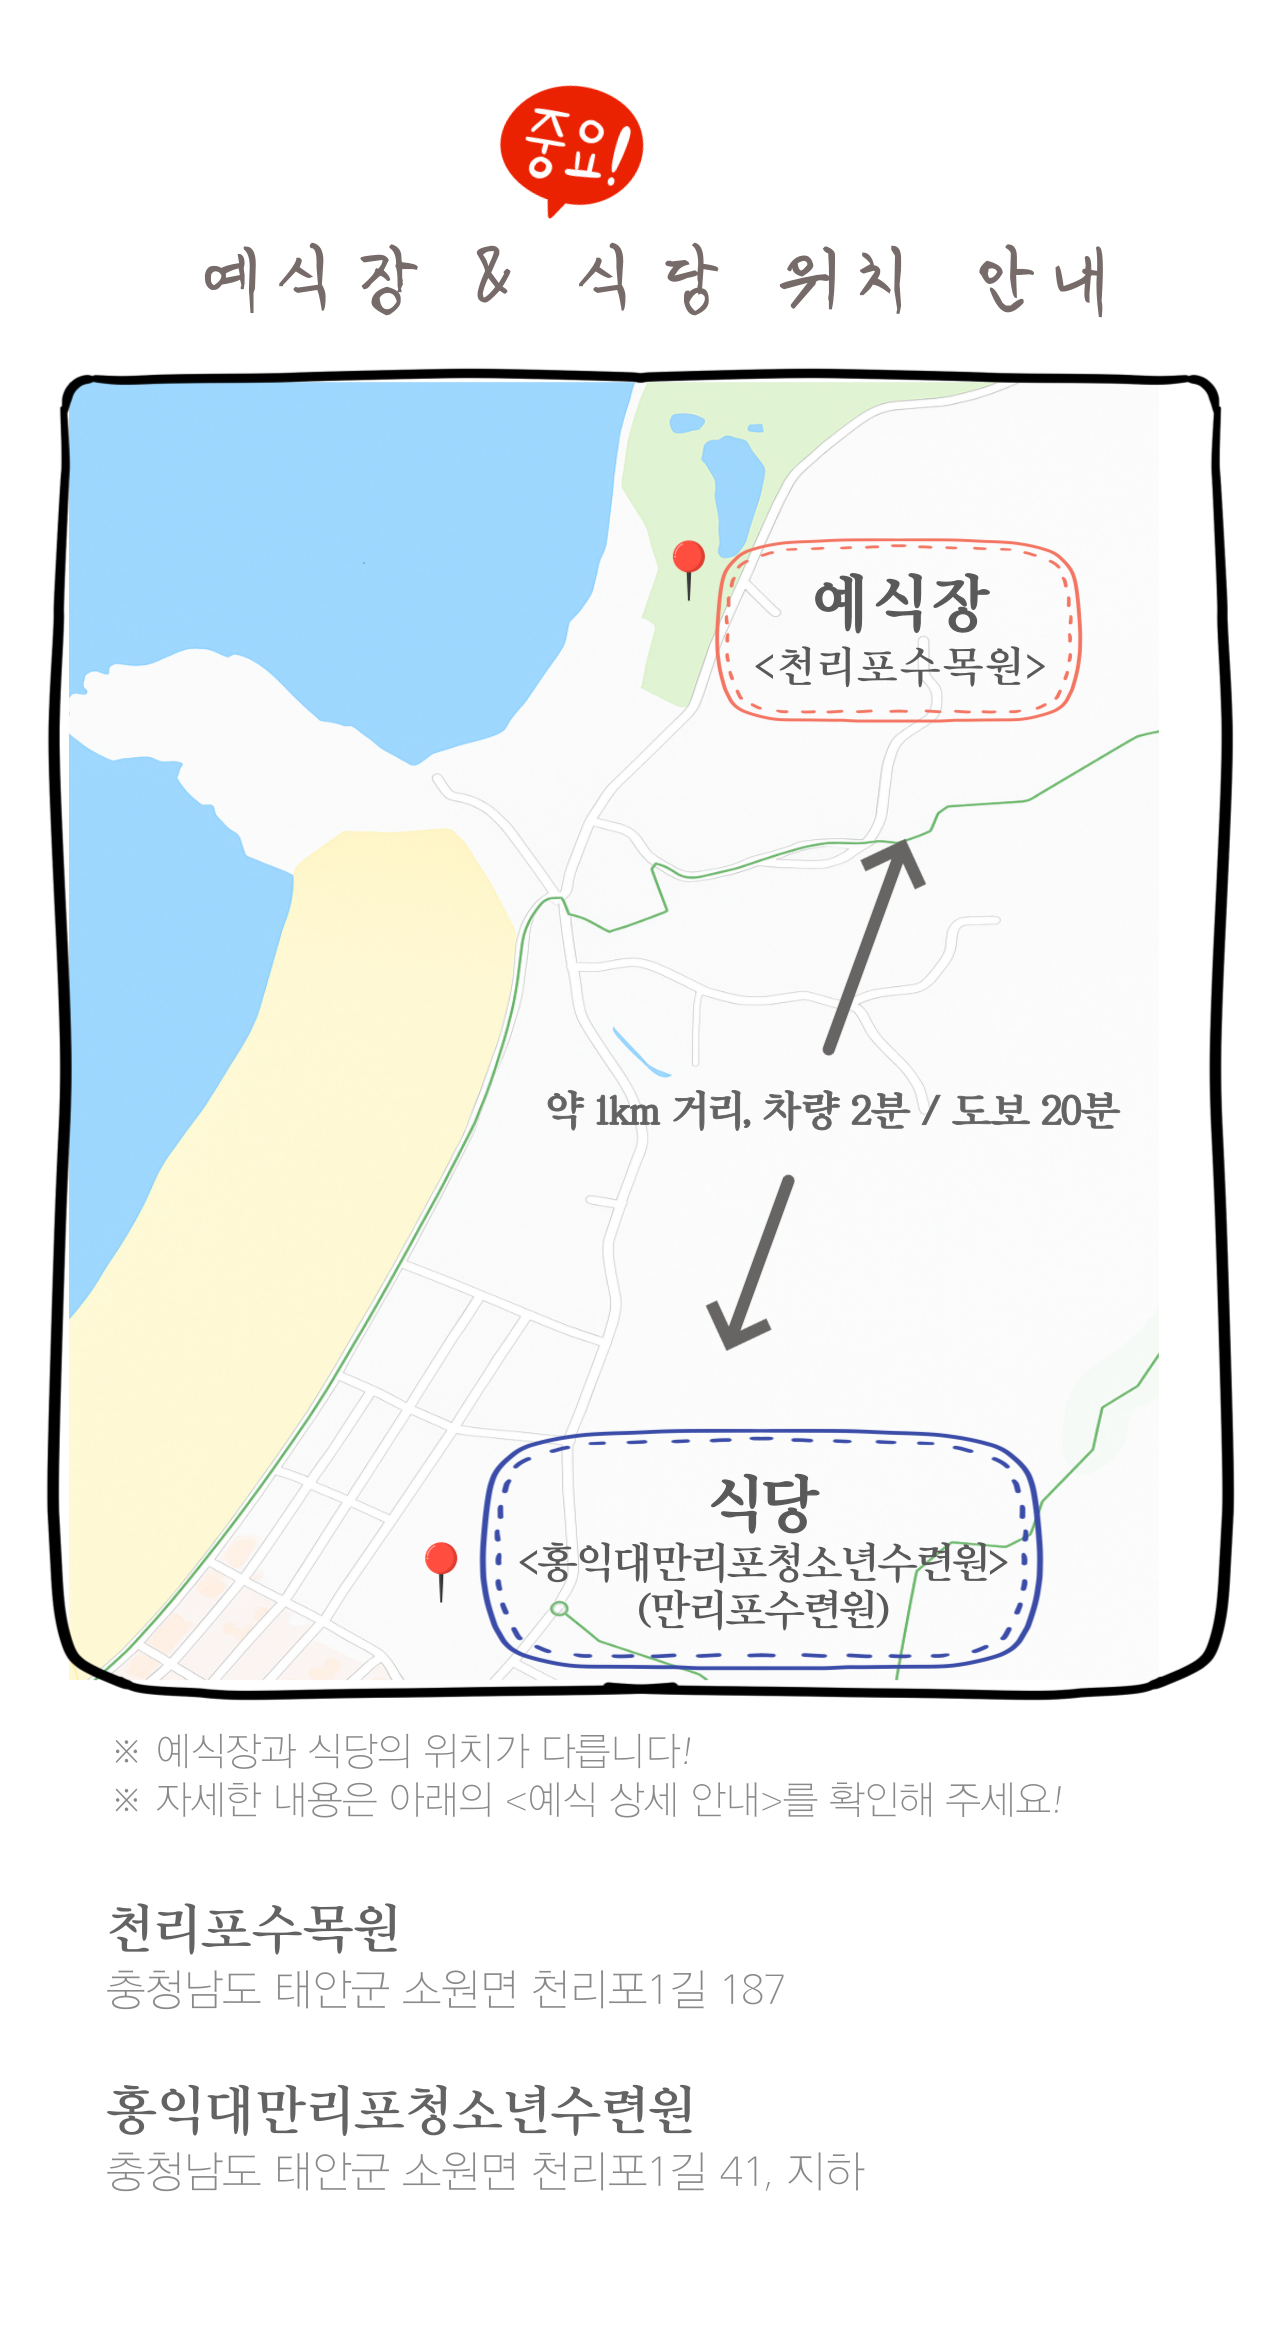 중요!
예식장 & 식당 위치 안내
예식장
<천리포수목원>
약 1km 거리, 차량 2분 / 도보 20분
식당
<홍익대만리포청소년수련원>
(만리포수련원)
※ 예식장과 식당의 위치가 다릅니다!
※ 자세한 내용은 아래의 <예식 상세 안내>를 확인해 주세요!
천리포수목원
충청남도 태안군 소원면 천리포1길 187
홍익대만리포청소년수련원
충청남도 태안군 소원면 천리포1길 41, 지하